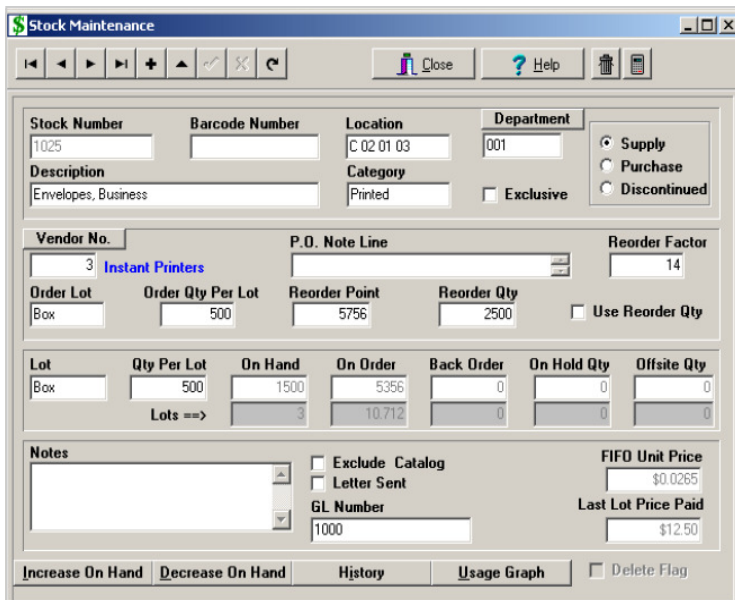 Stock Maintenance
Close Help
Stock Number Barcode Number Location Department
1025 C 02 01 03 001
Supply
Purchase
Discontinued
Description Category
Envelopes, Business Printed Exclusive
Vendor No. P.O. Note Line Reorder Factor
3 Instant Printers 14
Order Lot Order Qty Per Lot Reorder Point Reorder Qty
Box 500 5756 2500 Use Reorder Qty
Lot Qty Per Lot On Hand On Order Back Order On Hold Qty Offsite Qty
Box 500 1500 5356 0 0 0
Lots ==> 3 10.712 0 0 0
Notes
Exclude Catalog
Letter Sent
FIFO Unit Price
$0.0265
GL Number Last Lot Price Paid
1000 $12.50
Increase On Hand Decrease On Hand History Usage Graph Delete Flag